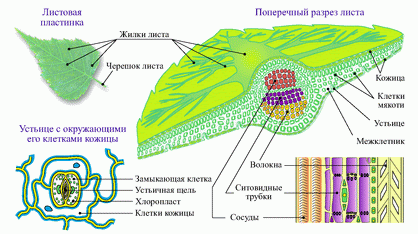 Листовая
пластинка
Поперечный разрез листа
Жилки листа
Черешок листа
Кожица
Клетки
мякоти
Устьице
Межклетник
Устьице с окружающими
его клетками кожицы
Замыкающая клетка
Устьичная щель
Хлоропласт
Клетки кожицы
Волокна
Ситовидные
трубки
Сосуды